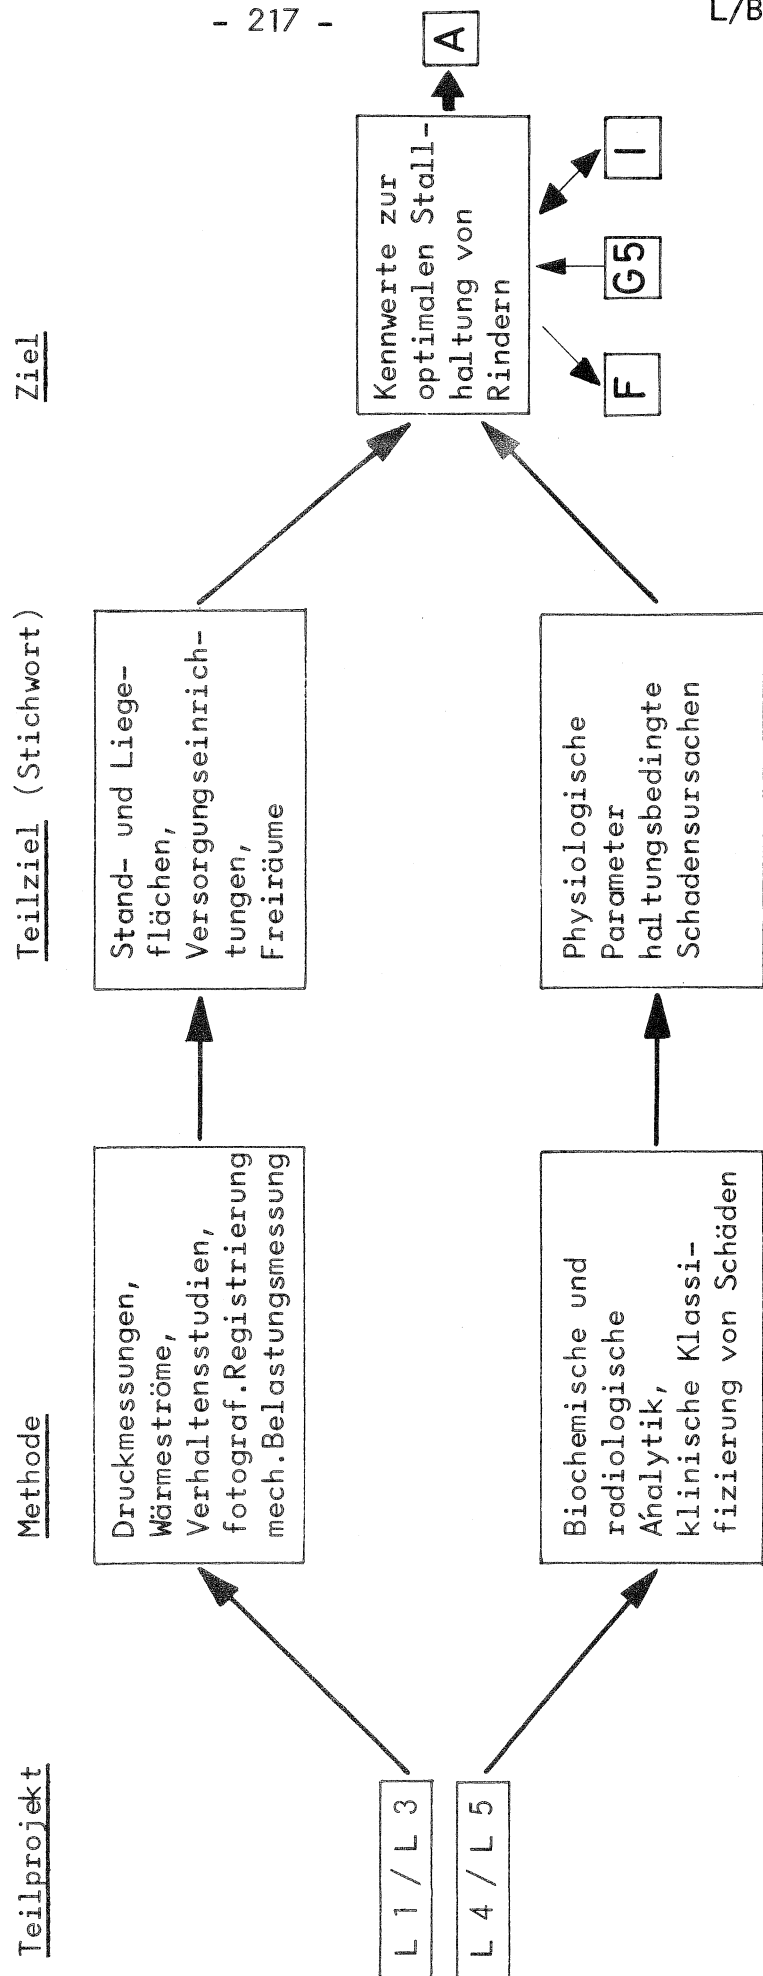 - 217 -
L/B
Teilprojekt
Methode
Teilziel (Stichwort)
Ziel
L 1 / L 3
L 4 / L 5
Druckmessungen,
Wärmeströme,
Verhaltensstudien,
fotograf.Registrierung
mech.Belastungsmessung
Biochemische und
radiologische
Analytik,
klinische Klassi-
fizierung von Schäden
Stand- und Liege-
flächen,
Versorgungseinrich-
tungen,
Freiräume
Physiologische
Parameter
haltungsbedingte
Schadensursachen
Kennwerte zur
optimalen Stall-
haltung von
Rindern
A
F
G5
I